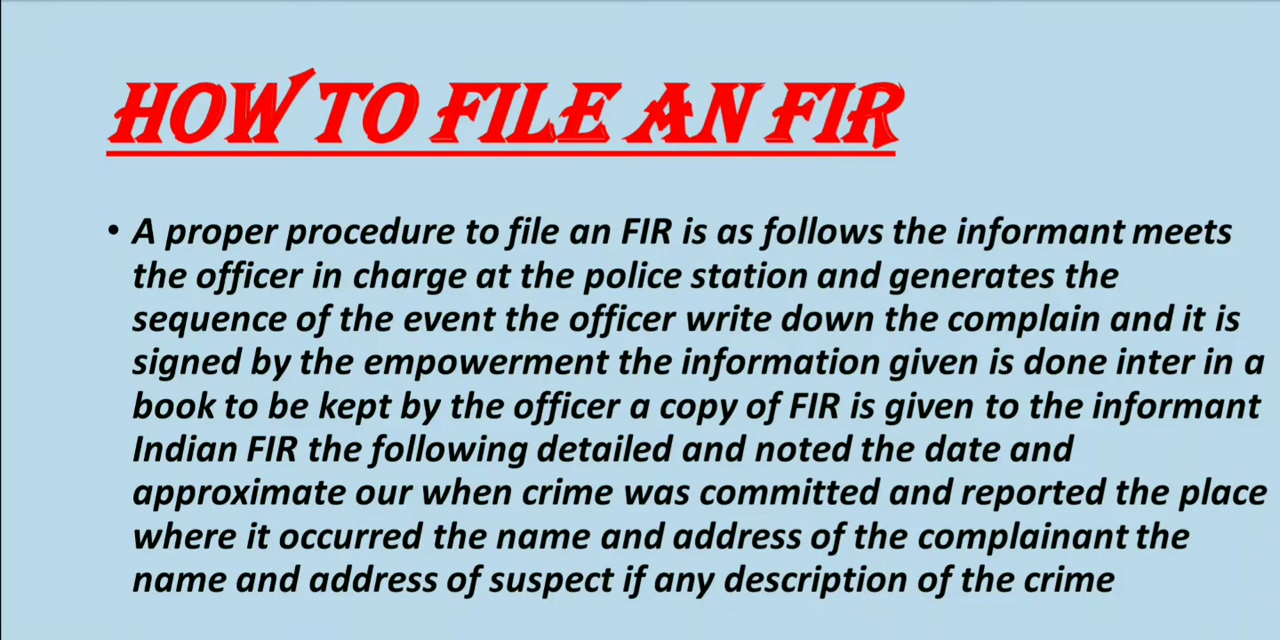 HOW TO FILE AN FIR
• A proper procedure to file an FIR is as follows the informant meets
the officer in charge at the police station and generates the
sequence of the event the officer write down the complain and it is
signed by the empowerment the information given is done inter in a
book to be kept by the officer a copy of FIR is given to the informant
Indian FIR the following detailed and noted the date and
approximate our when crime was committed and reported the place
where it occurred the name and address of the complainant the
name and address of suspect if any description of the crime